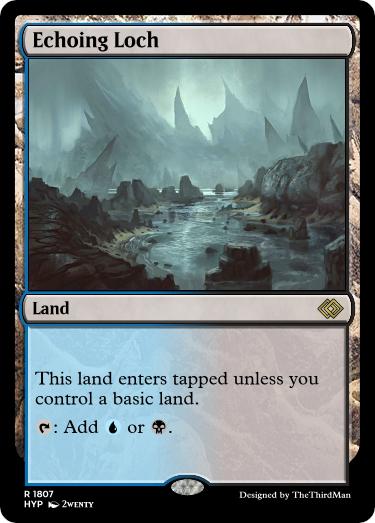 Echoing Loch
Land
This land enters tapped unless you
control a basic land.
: Add or .
R 1807
HYP 2WENTY
Designed by TheThirdMan